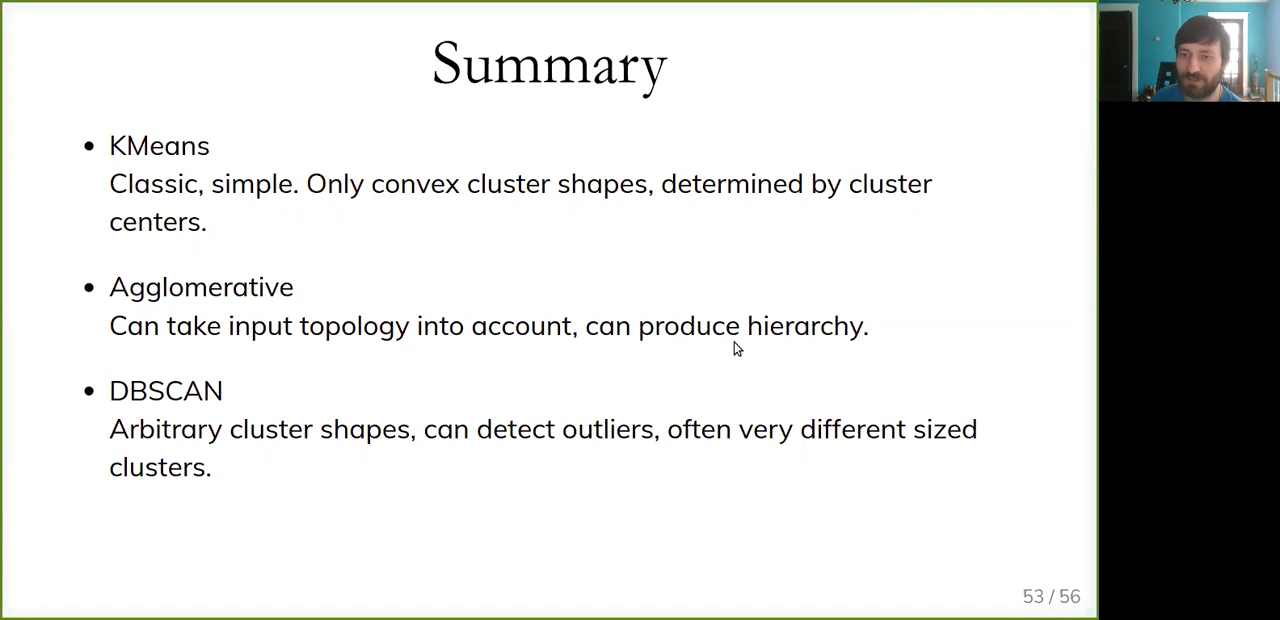 Summary
• KMeans
Classic, simple. Only convex cluster shapes, determined by cluster
centers.
• Agglomerative
Can take input topology into account, can produce hierarchy.
• DBSCAN
Arbitrary cluster shapes, can detect outliers, often very different sized
clusters.
53 / 56